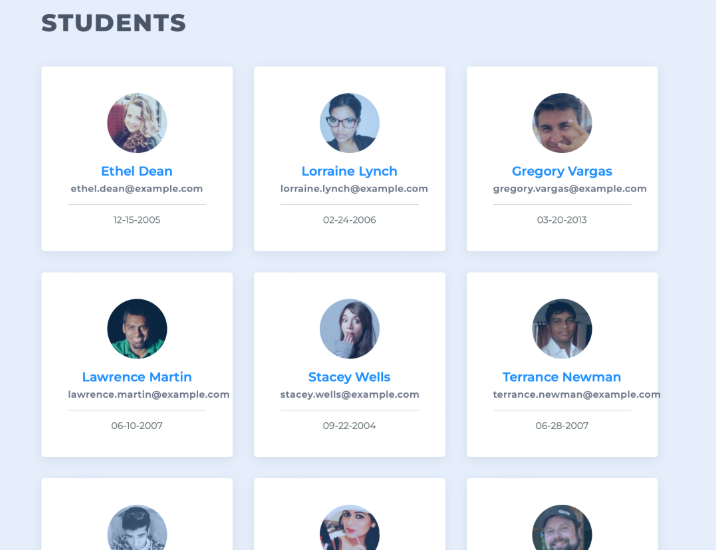 STUDENTS
Ethel Dean
ethel.dean@example.com
12-15-2005
Lorraine Lynch
lorraine.lynch@example.com
02-24-2006
Gregory Vargas
gregory.vargas@example.com
03-20-2013
Lawrence Martin
lawrence.martin@example.com
06-10-2007
Stacey Wells
stacey.wells@example.com
09-22-2004
Terrance Newman
terrance.newman@example.com
06-28-2007